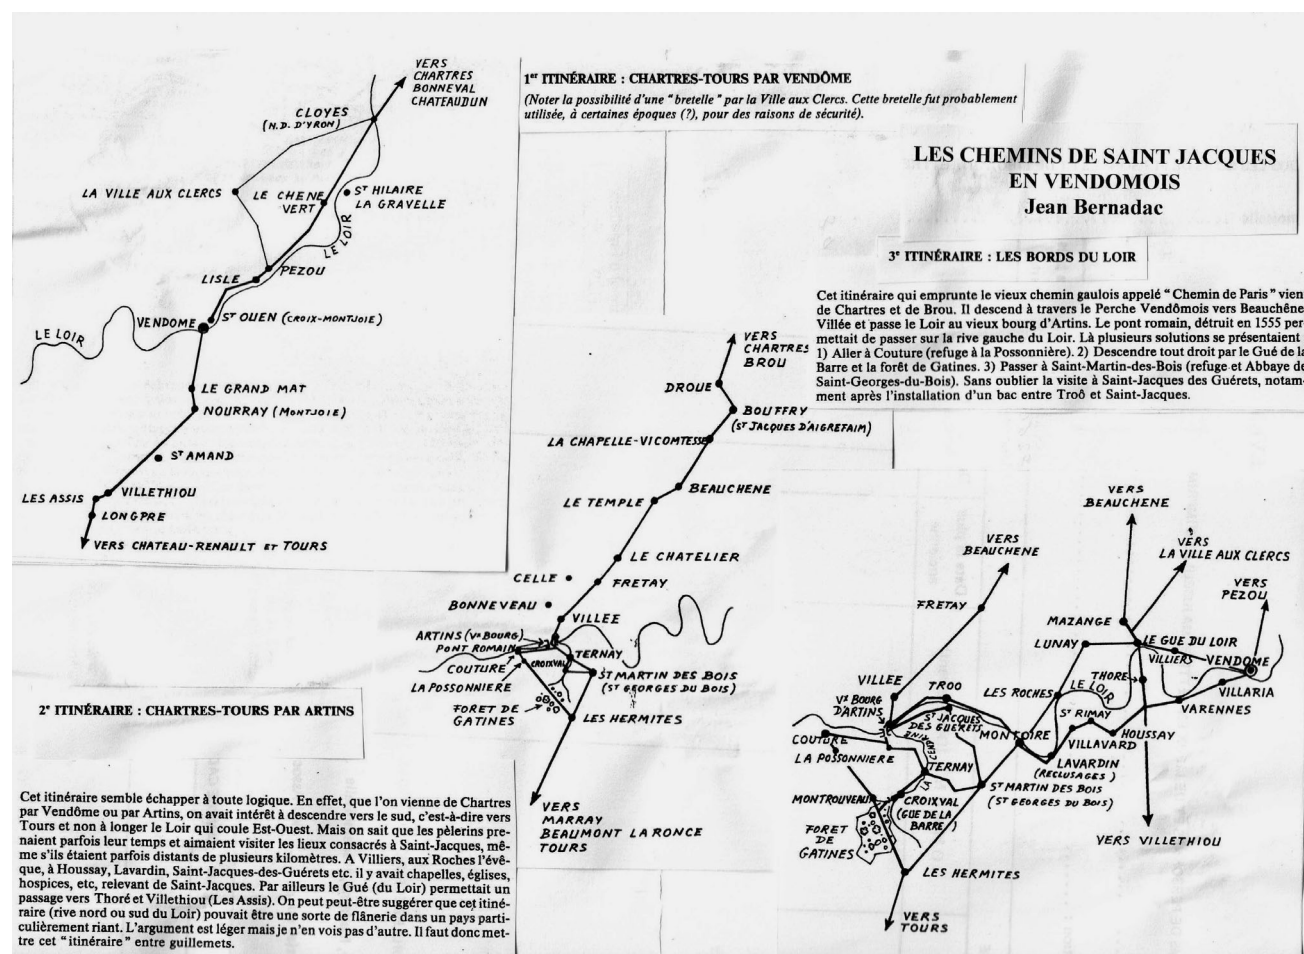 VERS
CHARTRES
BONNEVAL
CHATEAUDUN
CLOYES
(N.D. D'YRON)
LA VILLE AUX CLERCS
LE CHENE
VERT
ST HILAIRE
LA GRAVELLE
LE LOIR
PEZOU
LISLE
ST OUEN (CROIX-MONTJOIE)
VENDOME
LE LOIR
LE GRAND MAT
NOURRAY (MONTJOIE)
ST AMAND
VILLETHIOU
LES ASSIS
LONGPRE
VERS CHATEAU-RENAULT ET TOURS
1er ITINÉRAIRE : CHARTRES-TOURS PAR VENDÔME
(Noter la possibilité d'une "bretelle" par la Ville aux Clercs. Cette bretelle fut probablement
utilisée, à certaines époques (?), pour des raisons de sécurité).
LES CHEMINS DE SAINT JACQUES
EN VENDOMOIS
Jean Bernadac
3e ITINÉRAIRE : LES BORDS DU LOIR
Cet itinéraire qui emprunte le vieux chemin gaulois appelé "Chemin de Paris" vien
de Chartres et de Brou. Il descend à travers le Perche Vendômois vers Beauchêne
Villée et passe le Loir au vieux bourg d'Artins. Le pont romain, détruit en 1555 per-
mettait de passer sur la rive gauche du Loir. Là plusieurs solutions se présentaient
1) Aller à Couture (refuge à la Possonnière). 2) Descendre tout droit par le Gué de la
Barre et la forêt de Gatines. 3) Passer à Saint-Martin-des-Bois (refuge et Abbaye de
Saint-Georges-du-Bois). Sans oublier la visite à Saint-Jacques des Guérets, notam-
ment après l'installation d'un bac entre Troô et Saint-Jacques.
VERS
CHARTRES
BROU
DROUE
BOUFFRY
(ST JACQUES D'AIGREFAIM)
LA CHAPELLE-VICOMTESSE
BEAUCHENE
LE TEMPLE
LE CHATELIER
CELLE
FRETAY
BONNEVEAU
VILLEE
ARTINS (VX BOURG)
PONT ROMAIN
TERNAY
COUTURE
CROIXVAL
ST MARTIN DES BOIS
(ST GEORGES DU BOIS)
LA POSSONNIERE
FORET DE
GATINES
LES HERMITES
VERS
MARRAY
BEAUMONT LA RONCE
TOURS
2e ITINÉRAIRE : CHARTRES-TOURS PAR ARTINS
Cet itinéraire semble échapper à toute logique. En effet, que l'on vienne de Chartres
par Vendôme ou par Artins, on avait intérêt à descendre vers le sud, c'est-à-dire vers
Tours et non à longer le Loir qui coule Est-Ouest. Mais on sait que les pèlerins pre-
naient parfois leur temps et aimaient visiter les lieux consacrés à Saint-Jacques, mê-
me s'ils étaient parfois distants de plusieurs kilomètres. A Villiers, aux Roches l'évê-
que, à Houssay, Lavardin, Saint-Jacques-des-Guérets etc. il y avait chapelles, églises,
hospices, etc, relevant de Saint-Jacques. Par ailleurs le Gué (du Loir) permettait un
passage vers Thoré et Villethiou (Les Assis). On peut peut-être suggérer que cet itiné-
raire (rive nord ou sud du Loir) pouvait être une sorte de flânerie dans un pays parti-
culièrement riant. L'argument est léger mais je n'en vois pas d'autre. Il faut donc met-
tre cet "itinéraire" entre guillemets.
VERS
BEAUCHENE
VERS
BEAUCHENE
VERS
LA VILLE AUX CLERCS
VERS
PEZOU
FRETAY
MAZANGE
LUNAY
LE GUE DU LOIR
VILLIERS
VENDOME
THORE
VILLARIA
VILLEE
TROO
LES ROCHES
LE LOIR
VARENNES
VX BOURG
D'ARTINS
ST JACQUES
DES GUERETS
ST RIMAY
MONTOIRE
HOUSSAY
VILLAVARD
COUTURE
LA CENDRINE
LA POSSONNIERE
TERNAY
LAVARDIN
(RECLUSAGES)
ST MARTIN DES BOIS
(ST GEORGES DU BOIS)
MONTROUVEAU
CROIXVAL
(GUE DE LA
BARRE)
FORET
DE
GATINES
VERS VILLETHIOU
LES HERMITES
VERS
TOURS